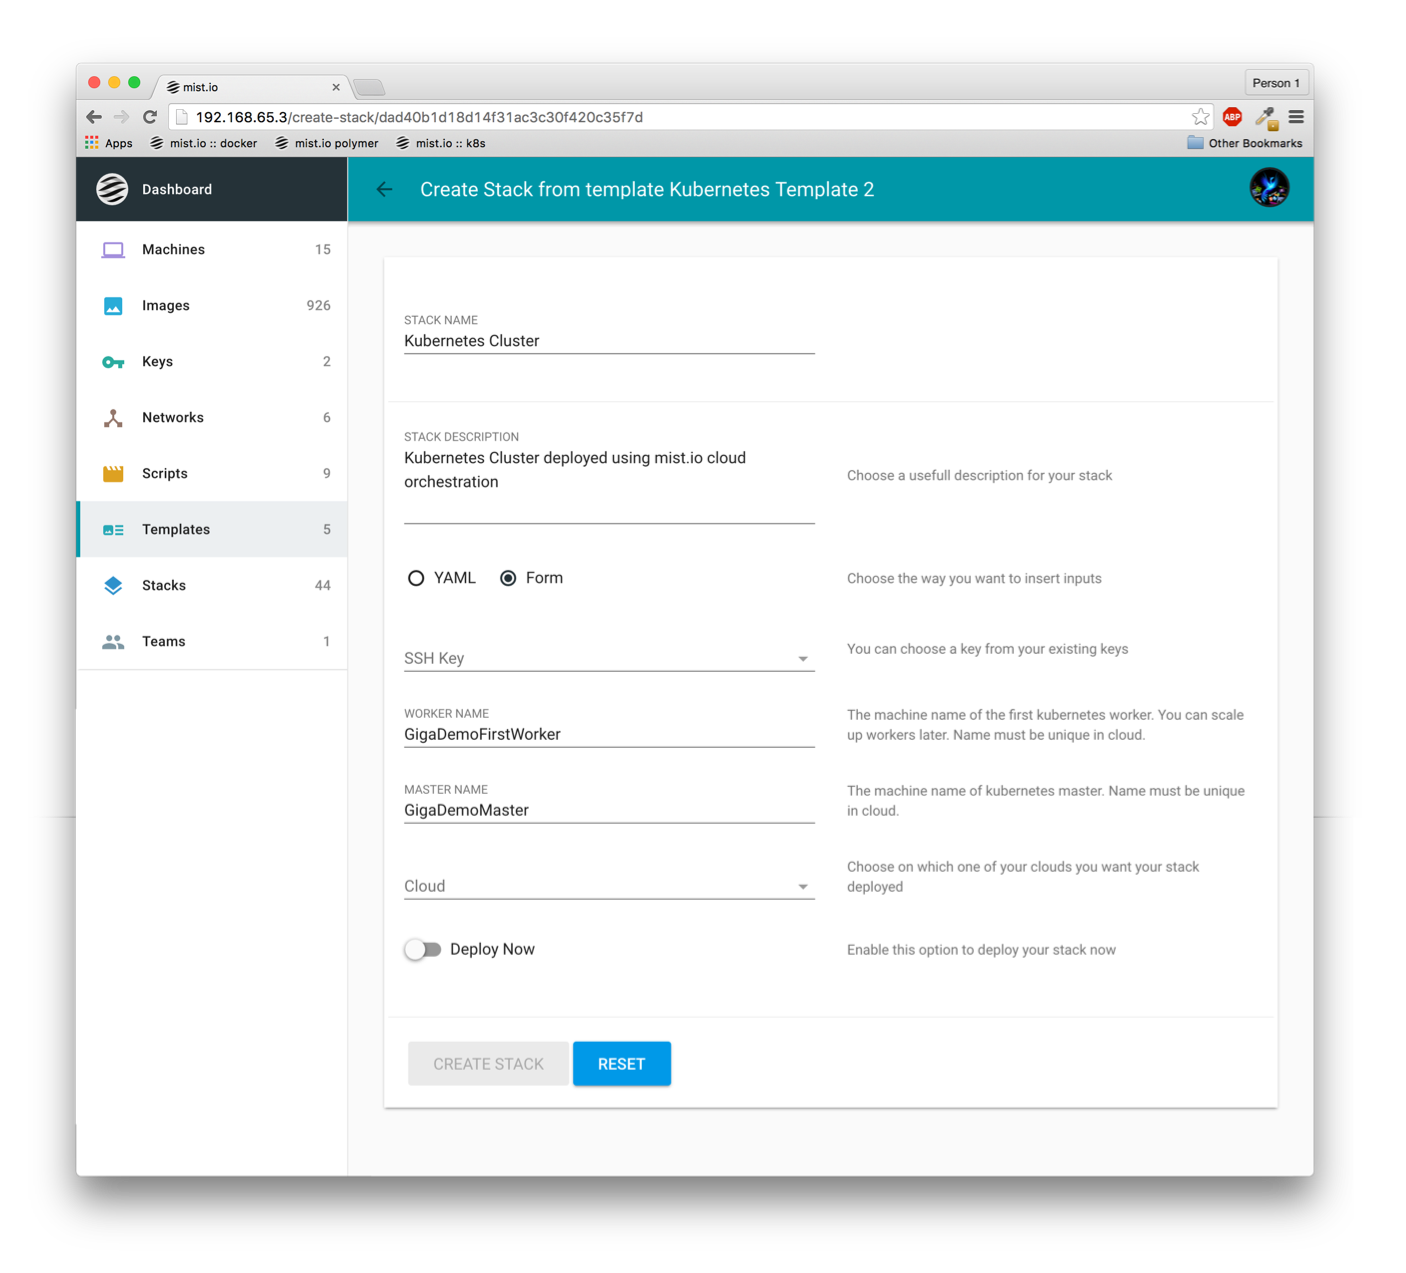 mist.io
Person 1
192.168.65.3/create-stack/dad40b1d18d14f31ac3c30f420c35f7d
ABP
Apps mist.io :: docker mist.io polymer mist.io :: k8s Other Bookmarks
Dashboard
Create Stack from template Kubernetes Template 2
Machines 15
Images 926
Keys 2
Networks 6
Scripts 9
Templates 5
Stacks 44
Teams 1
STACK NAME
Kubernetes Cluster
STACK DESCRIPTION
Kubernetes Cluster deployed using mist.io cloud
orchestration
Choose a usefull description for your stack
YAML Form
Choose the way you want to insert inputs
SSH Key
You can choose a key from your existing keys
WORKER NAME
GigaDemoFirstWorker
The machine name of the first kubernetes worker. You can scale
up workers later. Name must be unique in cloud.
MASTER NAME
GigaDemoMaster
The machine name of kubernetes master. Name must be unique
in cloud.
Cloud
Choose on which one of your clouds you want your stack
deployed
Deploy Now
Enable this option to deploy your stack now
CREATE STACK RESET